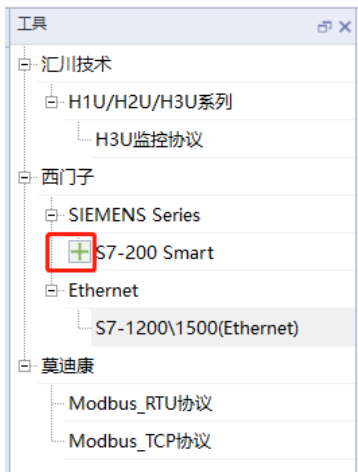 工具
汇川技术
H1U/H2U/H3U系列
H3U监控协议
西门子
SIEMENS Series
S7-200 Smart
Ethernet
S7-1200\1500(Ethernet)
莫迪康
Modbus_RTU协议
Modbus_TCP协议